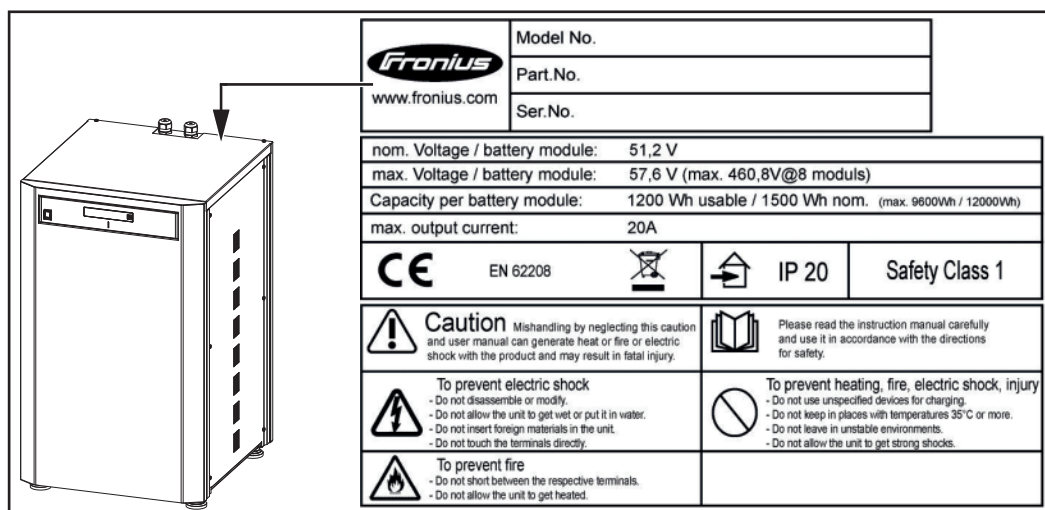 Fronius
www.fronius.com
Model No.
Part.No.
Ser.No.
nom. Voltage / battery module: 51,2 V
max. Voltage / battery module: 57,6 V (max. 460,8V@8 moduls)
Capacity per battery module: 1200 Wh usable / 1500 Wh nom. (max. 9600Wh / 12000Wh)
max. output current: 20A
CE EN 62208 IP 20 Safety Class 1
Caution Mishandling by neglecting this caution
and user manual can generate heat or fire or electric
shock with the product and may result in fatal injury.
Please read the instruction manual carefully
and use it in accordance with the directions
for safety.
To prevent electric shock
- Do not disassemble or modify.
- Do not allow the unit to get wet or put it in water.
- Do not insert foreign materials in the unit.
- Do not touch the terminals directly.
To prevent heating, fire, electric shock, injury
- Do not use unspecified devices for charging.
- Do not keep in places with temperatures 35°C or more.
- Do not leave in unstable environments.
- Do not allow the unit to get strong shocks.
To prevent fire
- Do not short between the respective terminals.
- Do not allow the unit to get heated.